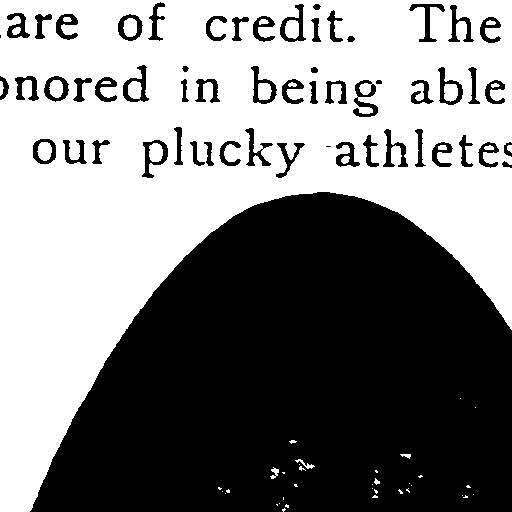 of credit. The
in being able
our plucky athletes